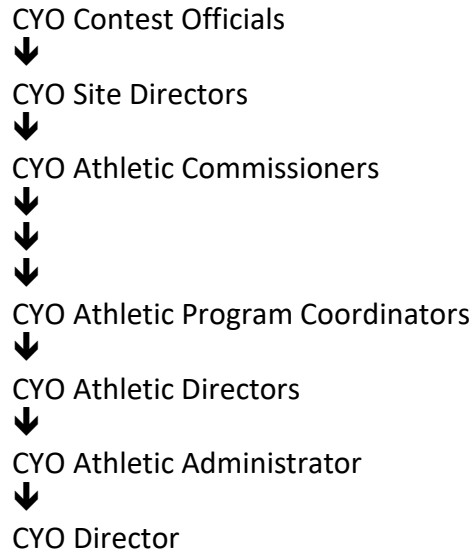 CYO Contest Officials
🡻
CYO Site Directors
🡻
CYO Athletic Commissioners
🡻
🡻
🡻
CYO Athletic Program Coordinators
🡻
CYO Athletic Directors
🡻
CYO Athletic Administrator
🡻
CYO Director